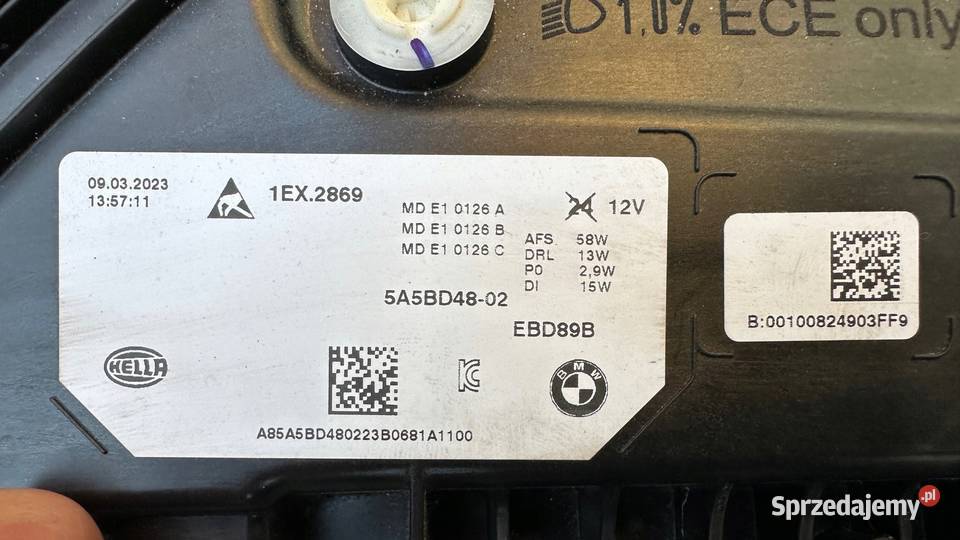 1,0% ECE only
09.03.2023
13:57:11
1EX.2869
MD E1 0126 A
MD E1 0126 B
MD E1 0126 C
24 12V
AFS 58W
DRL 13W
PO 2,9W
DI 15W
5A5BD48-02
EBD89B
HELLA
KC
BMW
A85A5BD480223B0681A1100
B:00100824903FF9
Sprzedajemy.pl